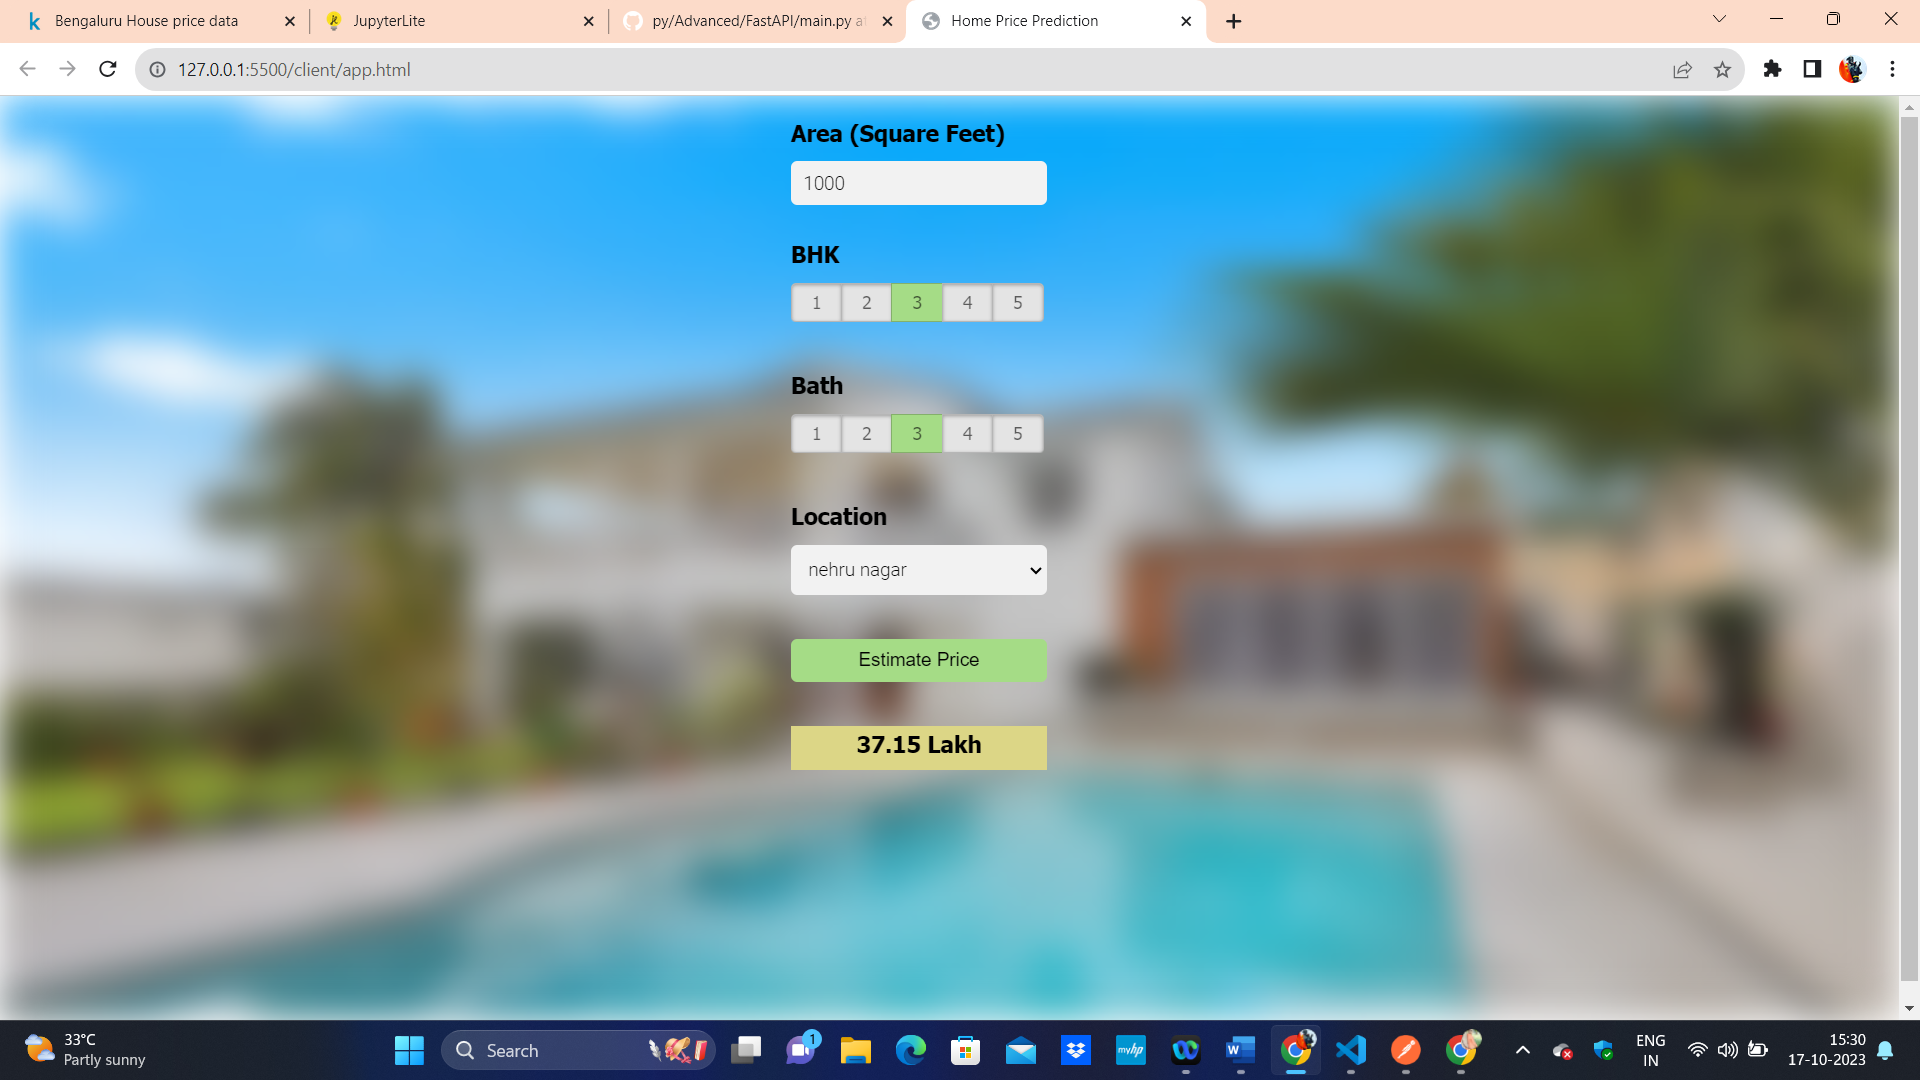 Bengaluru House price data
JupyterLite
py/Advanced/FastAPI/main.py at
Home Price Prediction
127.0.0.1:5500/client/app.html
Area (Square Feet)
1000
BHK
1 2 3 4 5
Bath
1 2 3 4 5
Location
nehru nagar
Estimate Price
37.15 Lakh
33°C
Partly sunny
Search
1
myhp
W
ENG
IN
15:30
17-10-2023